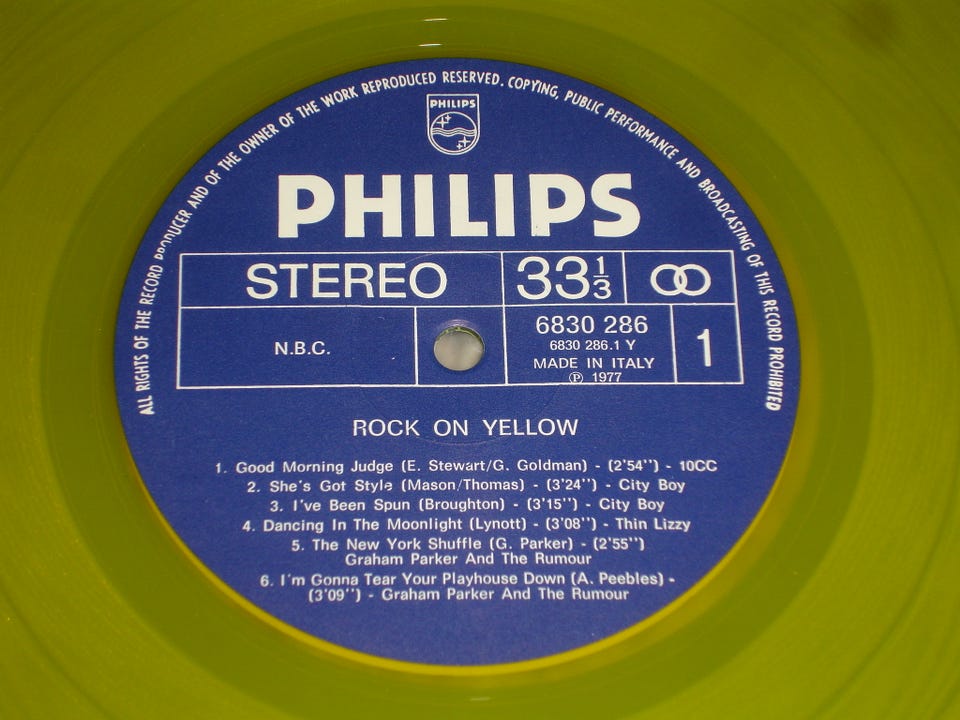 ALL RIGHTS OF THE RECORD PRODUCER AND OF THE OWNER OF THE WORK REPRODUCED RESERVED. COPYING, PUBLIC PERFORMANCE AND BROADCASTING OF THIS RECORD PROHIBITED
PHILIPS
PHILIPS
STEREO 33 1/3
N.B.C.
6830 286
6830 286.1 Y
MADE IN ITALY
℗ 1977
1
ROCK ON YELLOW
1. Good Morning Judge (E. Stewart/G. Goldman) - (2'54'') - 10CC
2. She's Got Style (Mason/Thomas) - (3'24'') - City Boy
3. I've Been Spun (Broughton) - (3'15'') - City Boy
4. Dancing In The Moonlight (Lynott) - (3'08'') - Thin Lizzy
5. The New York Shuffle (G. Parker) - (2'55'')
Graham Parker And The Rumour
6. I'm Gonna Tear Your Playhouse Down (A. Peebles) -
(3'09'') - Graham Parker And The Rumour